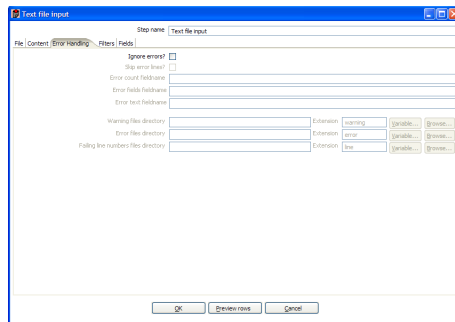 Text file input
Step name Text file input
File Content Error Handling Filters Fields
Ignore errors?
Skip error lines?
Error count fieldname
Error fields fieldname
Error text fieldname
Warning files directory Extension warning Variable... Browse...
Error files directory Extension error Variable... Browse...
Failing line numbers files directory Extension line Variable... Browse...
OK Preview rows Cancel